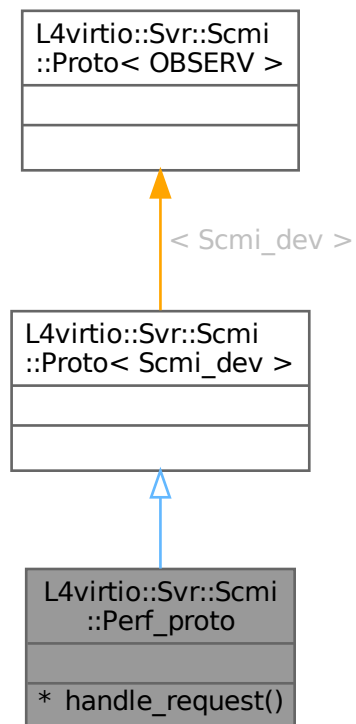 L4virtio::Svr::Scmi
::Proto< OBSERV >
< Scmi_dev >
L4virtio::Svr::Scmi
::Proto< Scmi_dev >
L4virtio::Svr::Scmi
::Perf_proto
* handle_request()